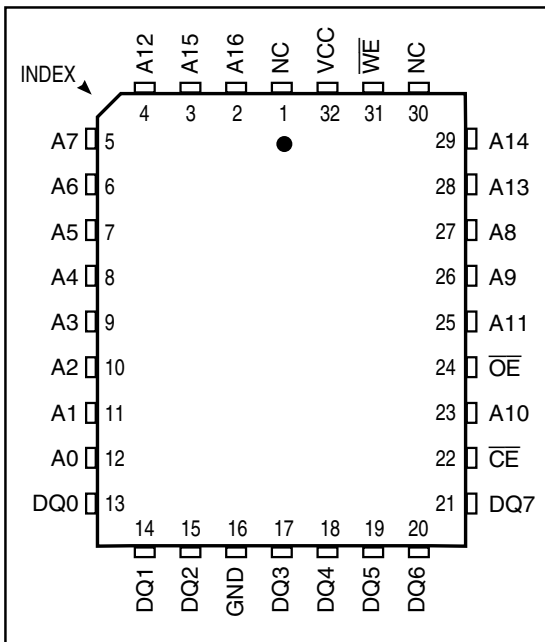 A12 A15 A16 NC VCC W̅E̅ NC
INDEX
4 3 2 1 32 31 30
A7 5 29 A14
A6 6 28 A13
A5 7 27 A8
A4 8 26 A9
A3 9 25 A11
A2 10 24 O̅E̅
A1 11 23 A10
A0 12 22 C̅E̅
DQ0 13 21 DQ7
14 15 16 17 18 19 20
DQ1 DQ2 GND DQ3 DQ4 DQ5 DQ6